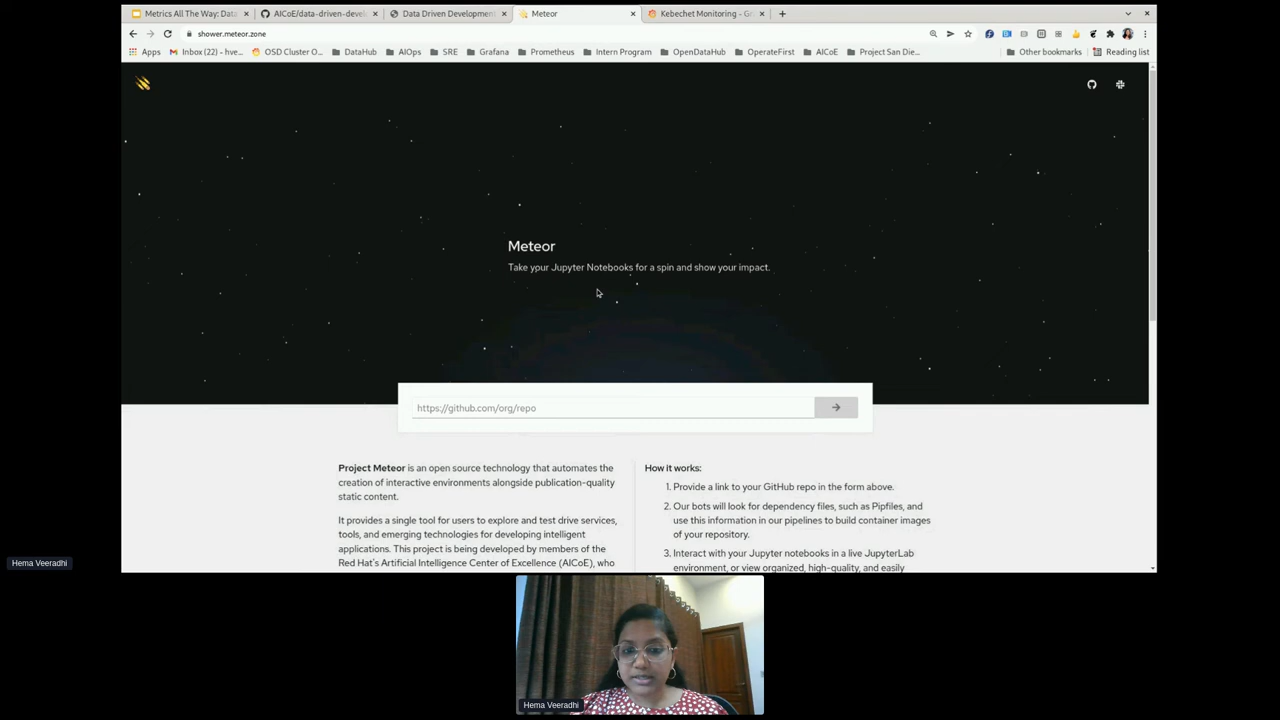 Metrics All The Way: Data
AICoE/data-driven-devel
Data Driven Development
Meteor
Kebechet Monitoring - Gr
shower.meteor.zone
Apps
Inbox (22) - hve...
OSD Cluster O...
DataHub
AIOps
SRE
Grafana
Prometheus
Intern Program
OpenDataHub
OperateFirst
AICoE
Project San Die...
Other bookmarks
Reading list
Meteor
Take your Jupyter Notebooks for a spin and show your impact.
https://github.com/org/repo
Project Meteor is an open source technology that automates the
creation of interactive environments alongside publication-quality
static content.
It provides a single tool for users to explore and test drive services,
tools, and emerging technologies for developing intelligent
applications. This project is being developed by members of the
Red Hat's Artificial Intelligence Center of Excellence (AICoE), who
How it works:
1. Provide a link to your GitHub repo in the form above.
2. Our bots will look for dependency files, such as Pipfiles, and
use this information in our pipelines to build container images
of your repository.
3. Interact with your Jupyter notebooks in a live JupyterLab
environment, or view organized, high-quality, and easily
Hema Veeradhi
Hema Veeradhi